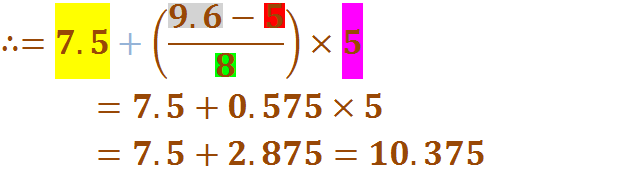 ∴= 7.5 + ((9.6 − 5)/8) × 5
= 7.5 + 0.575 × 5
= 7.5 + 2.875 = 10.375